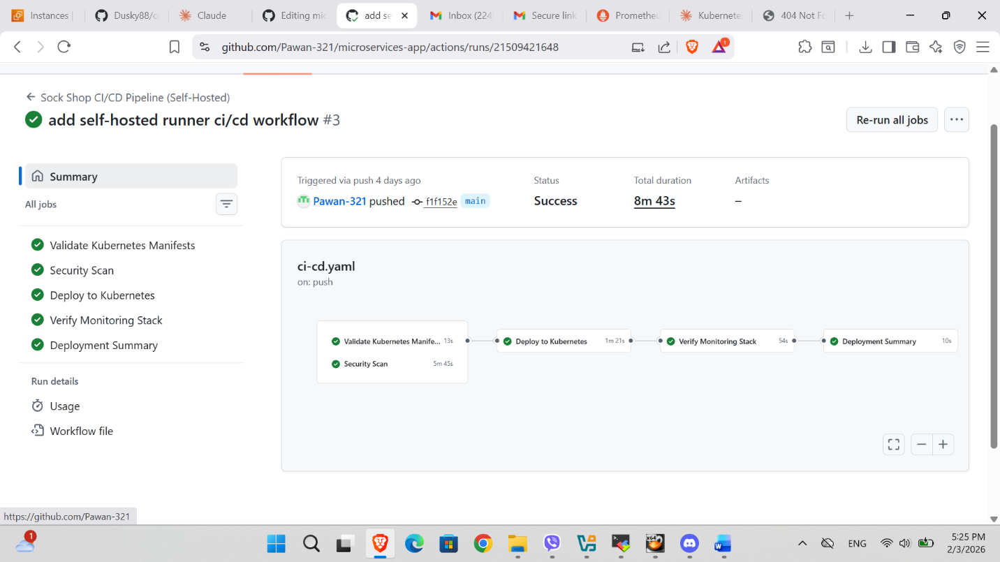 Instances |
Dusky88/ca
Claude
Editing mic
add se
Inbox (224
Secure link
Prometheu
Kubernete
404 Not Fo
github.com/Pawan-321/microservices-app/actions/runs/21509421648
1
Sock Shop CI/CD Pipeline (Self-Hosted)
add self-hosted runner ci/cd workflow #3
Re-run all jobs
Summary
All jobs
Validate Kubernetes Manifests
Security Scan
Deploy to Kubernetes
Verify Monitoring Stack
Deployment Summary
Run details
Usage
Workflow file
Triggered via push 4 days ago
Pawan-321 pushed f1f152e main
Status
Success
Total duration
8m 43s
Artifacts
–
ci-cd.yaml
on: push
Validate Kubernetes Manife... 13s
Security Scan 5m 45s
Deploy to Kubernetes 1m 21s
Verify Monitoring Stack 54s
Deployment Summary 10s
https://github.com/Pawan-321
1
X64
ENG
5:25 PM
2/3/2026